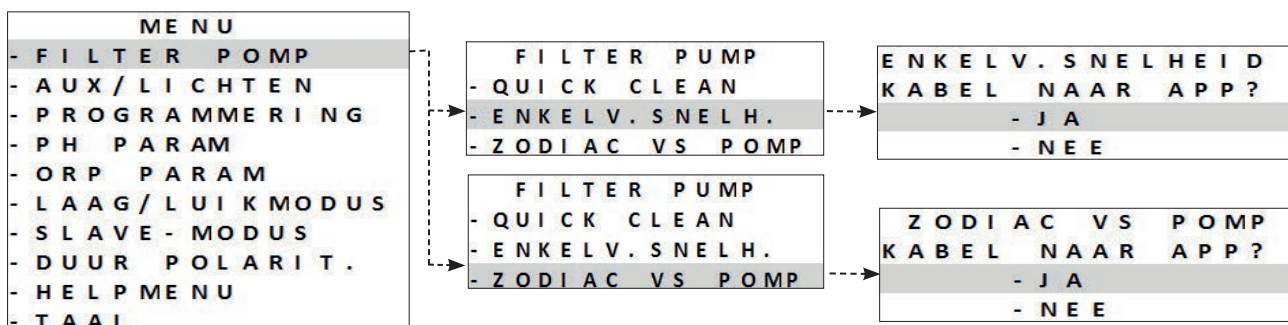 MENU
- FILTER POMP
- AUX/LICHTEN
- PROGRAMMERING
- PH PARAM
- ORP PARAM
- LAAG/LUIKMODUS
- SLAVE-MODUS
- DUUR POLARIT.
- HELPMENU
- TAAL
FILTER PUMP
- QUICK CLEAN
- ENKELV.SNELH.
- ZODIAC VS POMP
ENKELV.SNELHEID
KABEL NAAR APP?
- JA
- NEE
FILTER PUMP
- QUICK CLEAN
- ENKELV.SNELH.
- ZODIAC VS POMP
ZODIAC VS POMP
KABEL NAAR APP?
- JA
- NEE